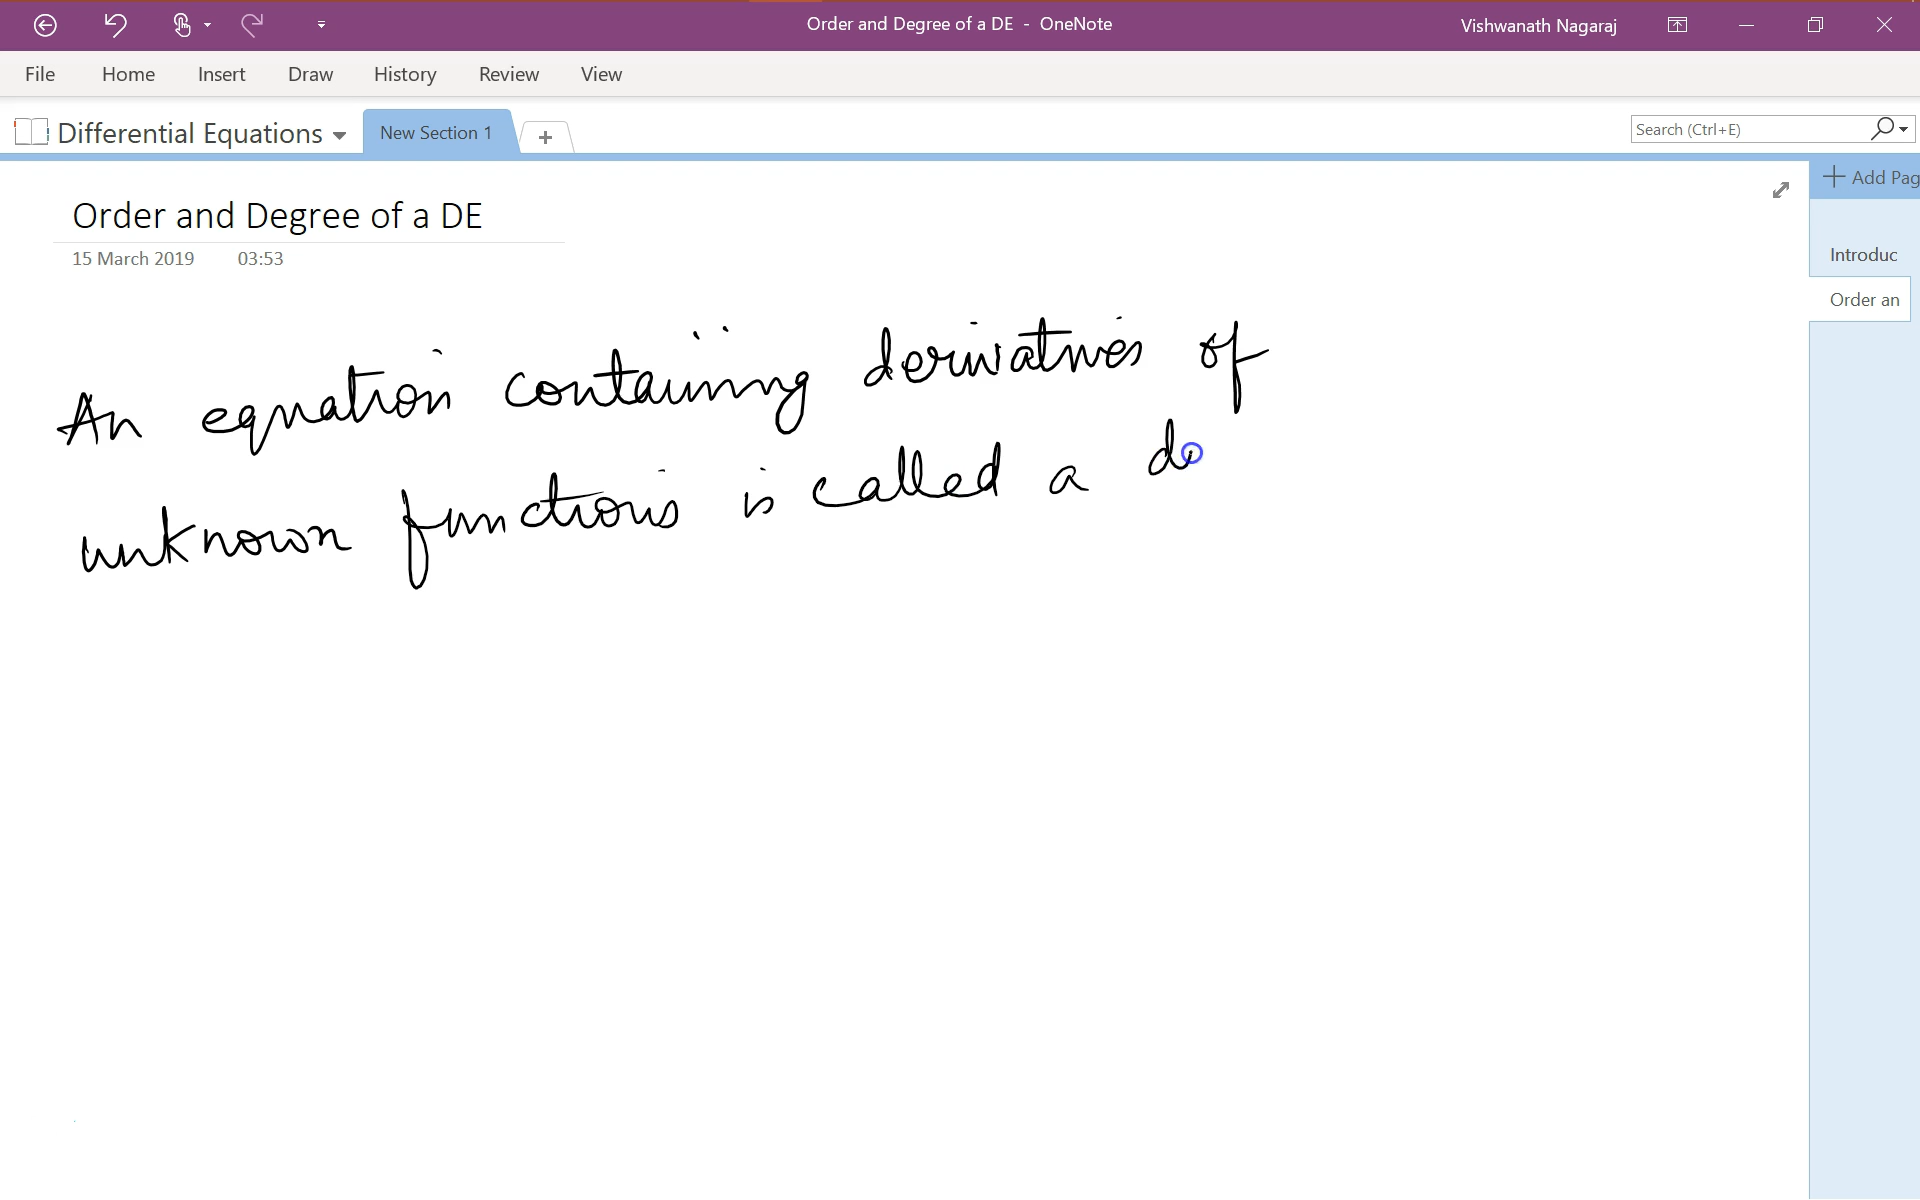 Order and Degree of a DE - OneNote
Vishwanath Nagaraj
File Home Insert Draw History Review View
Differential Equations
New Section 1
Search (Ctrl+E)
Add Pag
Order and Degree of a DE
15 March 2019 03:53
Introduc
Order an
An equation containing derivatives of
unknown functions is called a di